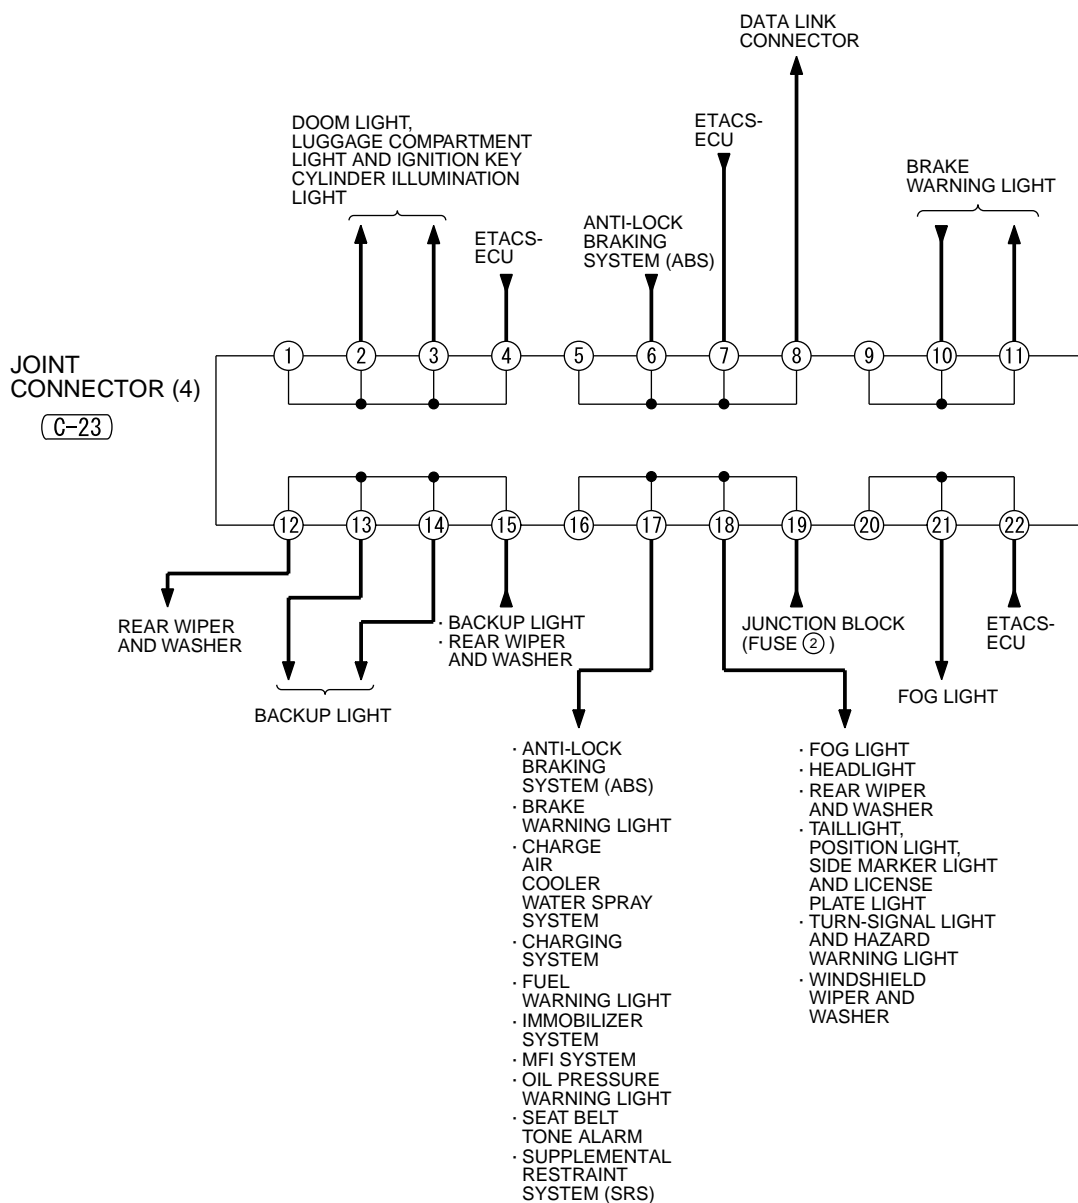 DATA LINK
CONNECTOR
ETACS-
ECU
DOOM LIGHT,
LUGGAGE COMPARTMENT
LIGHT AND IGNITION KEY
CYLINDER ILLUMINATION
LIGHT
BRAKE
WARNING LIGHT
ETACS-
ECU
ANTI-LOCK
BRAKING
SYSTEM (ABS)
JOINT
CONNECTOR (4)
C-23
1 2 3 4 5 6 7 8 9 10 11
12 13 14 15 16 17 18 19 20 21 22
REAR WIPER
AND WASHER
BACKUP LIGHT
· BACKUP LIGHT
· REAR WIPER
AND WASHER
JUNCTION BLOCK
(FUSE 2 )
ETACS-
ECU
FOG LIGHT
· ANTI-LOCK
BRAKING
SYSTEM (ABS)
· BRAKE
WARNING LIGHT
· CHARGE
AIR
COOLER
WATER SPRAY
SYSTEM
· CHARGING
SYSTEM
· FUEL
WARNING LIGHT
· IMMOBILIZER
SYSTEM
· MFI SYSTEM
· OIL PRESSURE
WARNING LIGHT
· SEAT BELT
TONE ALARM
· SUPPLEMENTAL
RESTRAINT
SYSTEM (SRS)
· FOG LIGHT
· HEADLIGHT
· REAR WIPER
AND WASHER
· TAILLIGHT,
POSITION LIGHT,
SIDE MARKER LIGHT
AND LICENSE
PLATE LIGHT
· TURN-SIGNAL LIGHT
AND HAZARD
WARNING LIGHT
· WINDSHIELD
WIPER AND
WASHER